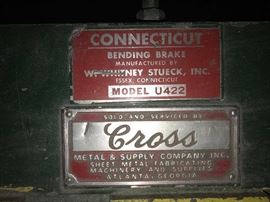 CONNECTICUT
BENDING BRAKE
MANUFACTURED BY
W. WHITNEY STUECK, INC.
ESSEX, CONNECTICUT
MODEL U422
SOLD AND SERVICED BY
Cross
METAL & SUPPLY COMPANY INC.
SHEET METAL FABRICATING
MACHINERY AND SUPPLIES
ATLANTA, GEORGIA